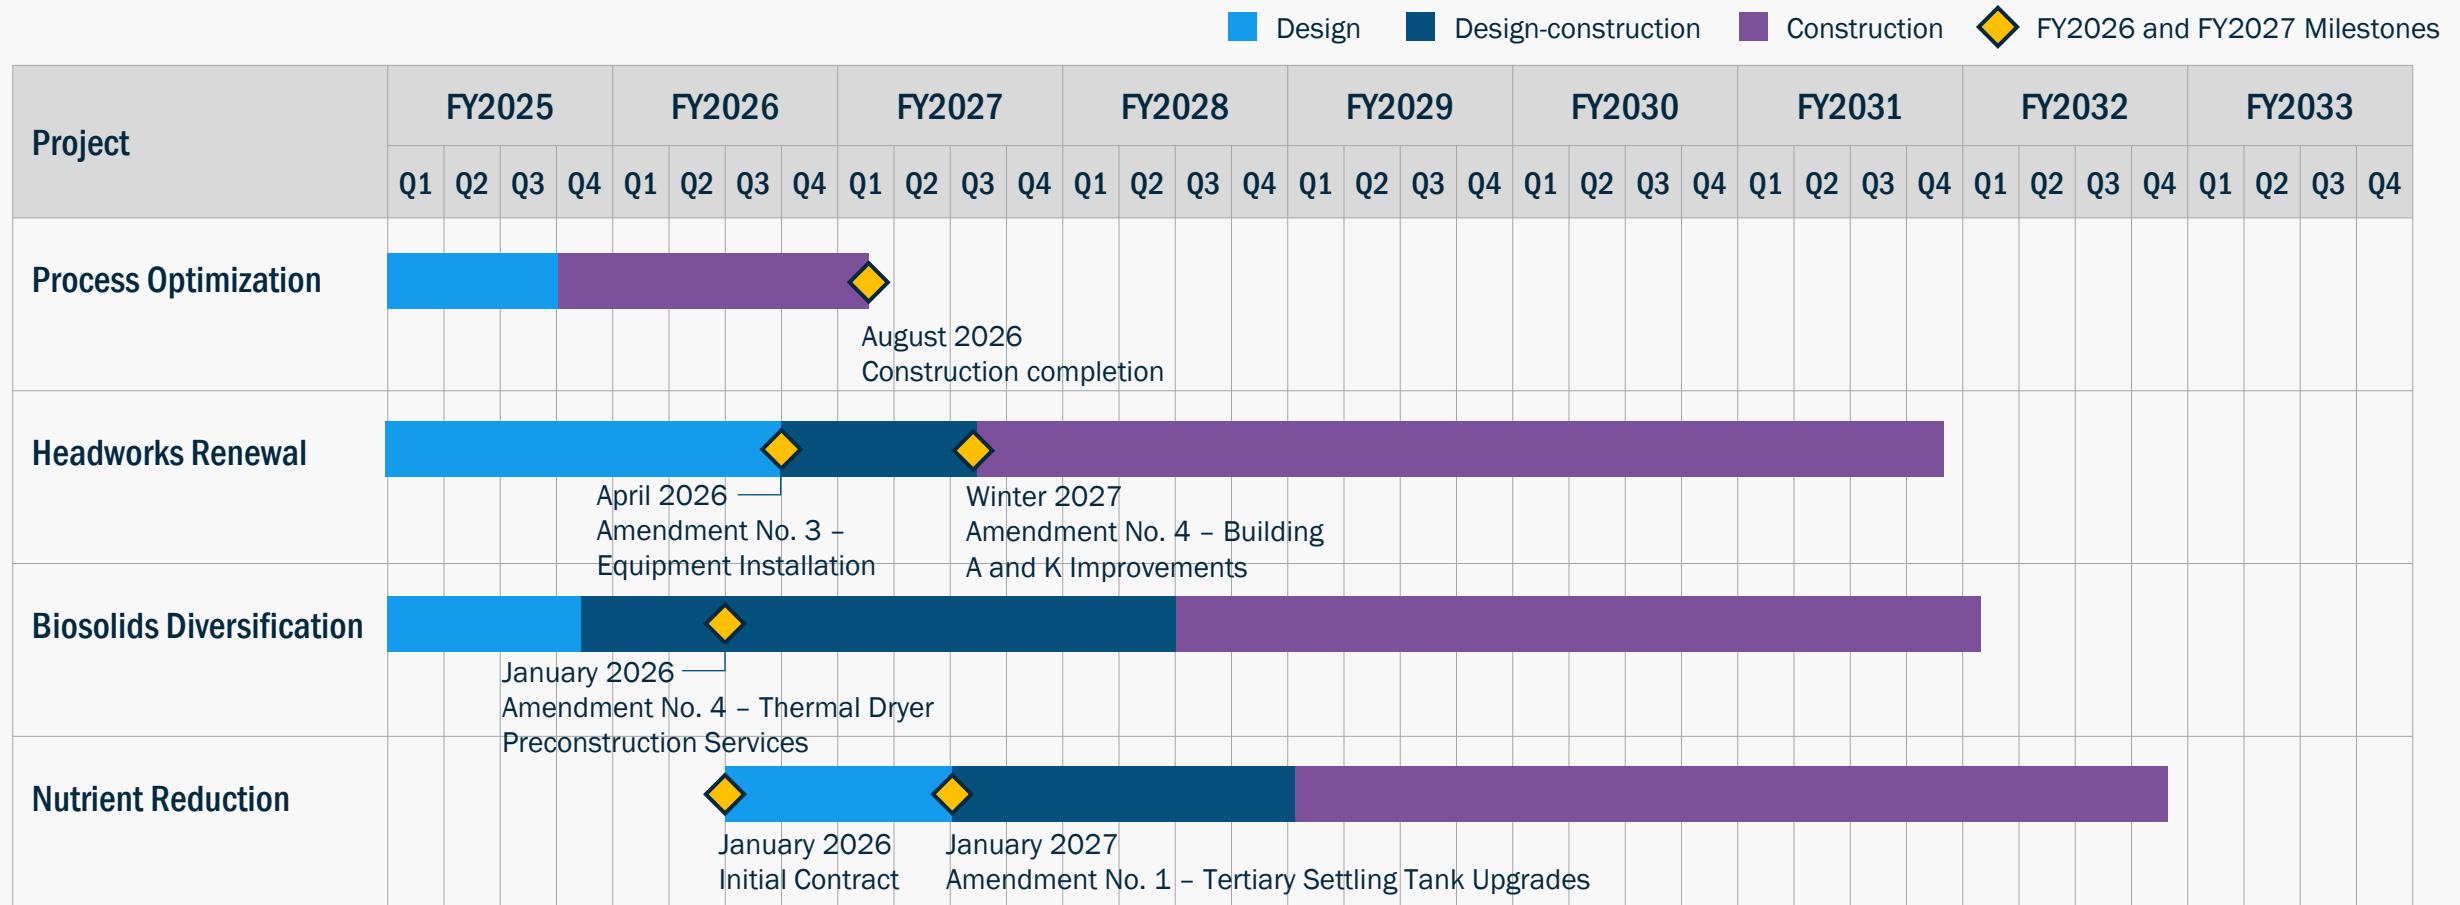 Design Design-construction Construction FY2026 and FY2027 Milestones
Project FY2025 FY2026 FY2027 FY2028 FY2029 FY2030 FY2031 FY2032 FY2033
Q1 Q2 Q3 Q4 Q1 Q2 Q3 Q4 Q1 Q2 Q3 Q4 Q1 Q2 Q3 Q4 Q1 Q2 Q3 Q4 Q1 Q2 Q3 Q4 Q1 Q2 Q3 Q4 Q1 Q2 Q3 Q4 Q1 Q2 Q3 Q4
Process Optimization
August 2026
Construction completion
Headworks Renewal
April 2026
Amendment No. 3 –
Equipment Installation
Winter 2027
Amendment No. 4 – Building
A and K Improvements
Biosolids Diversification
January 2026
Amendment No. 4 – Thermal Dryer
Preconstruction Services
Nutrient Reduction
January 2026
Initial Contract
January 2027
Amendment No. 1 – Tertiary Settling Tank Upgrades